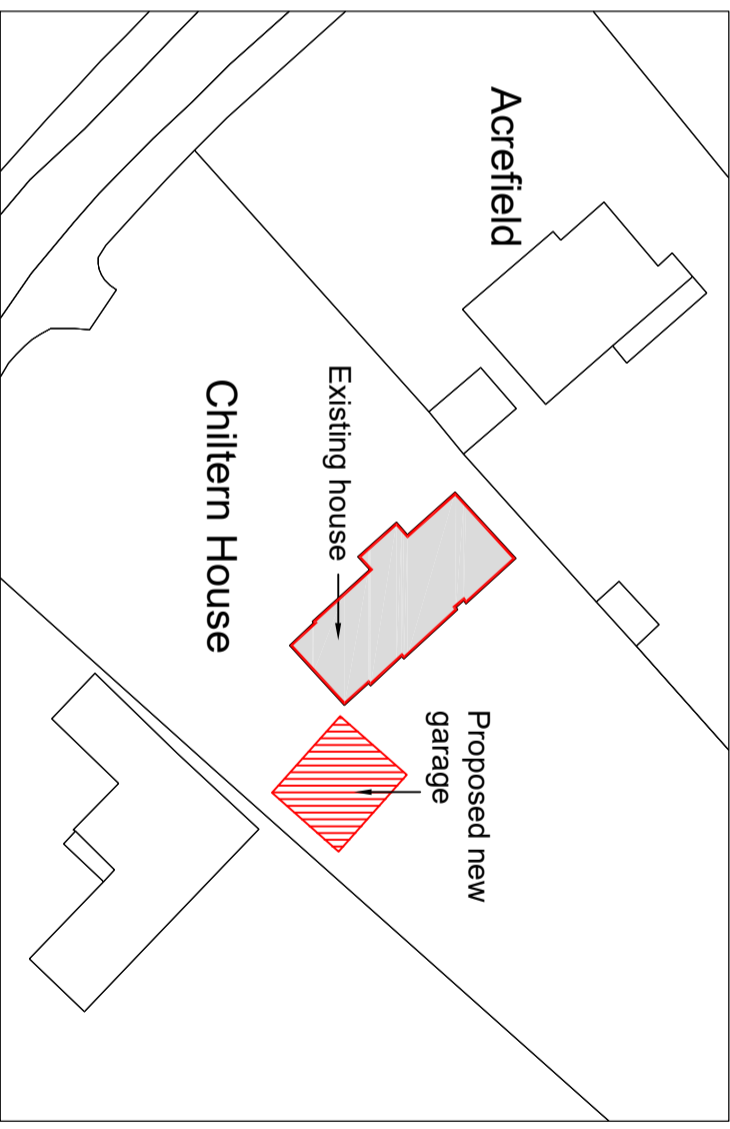 Acrefield
Existing house
Chiltern House
Proposed new
garage